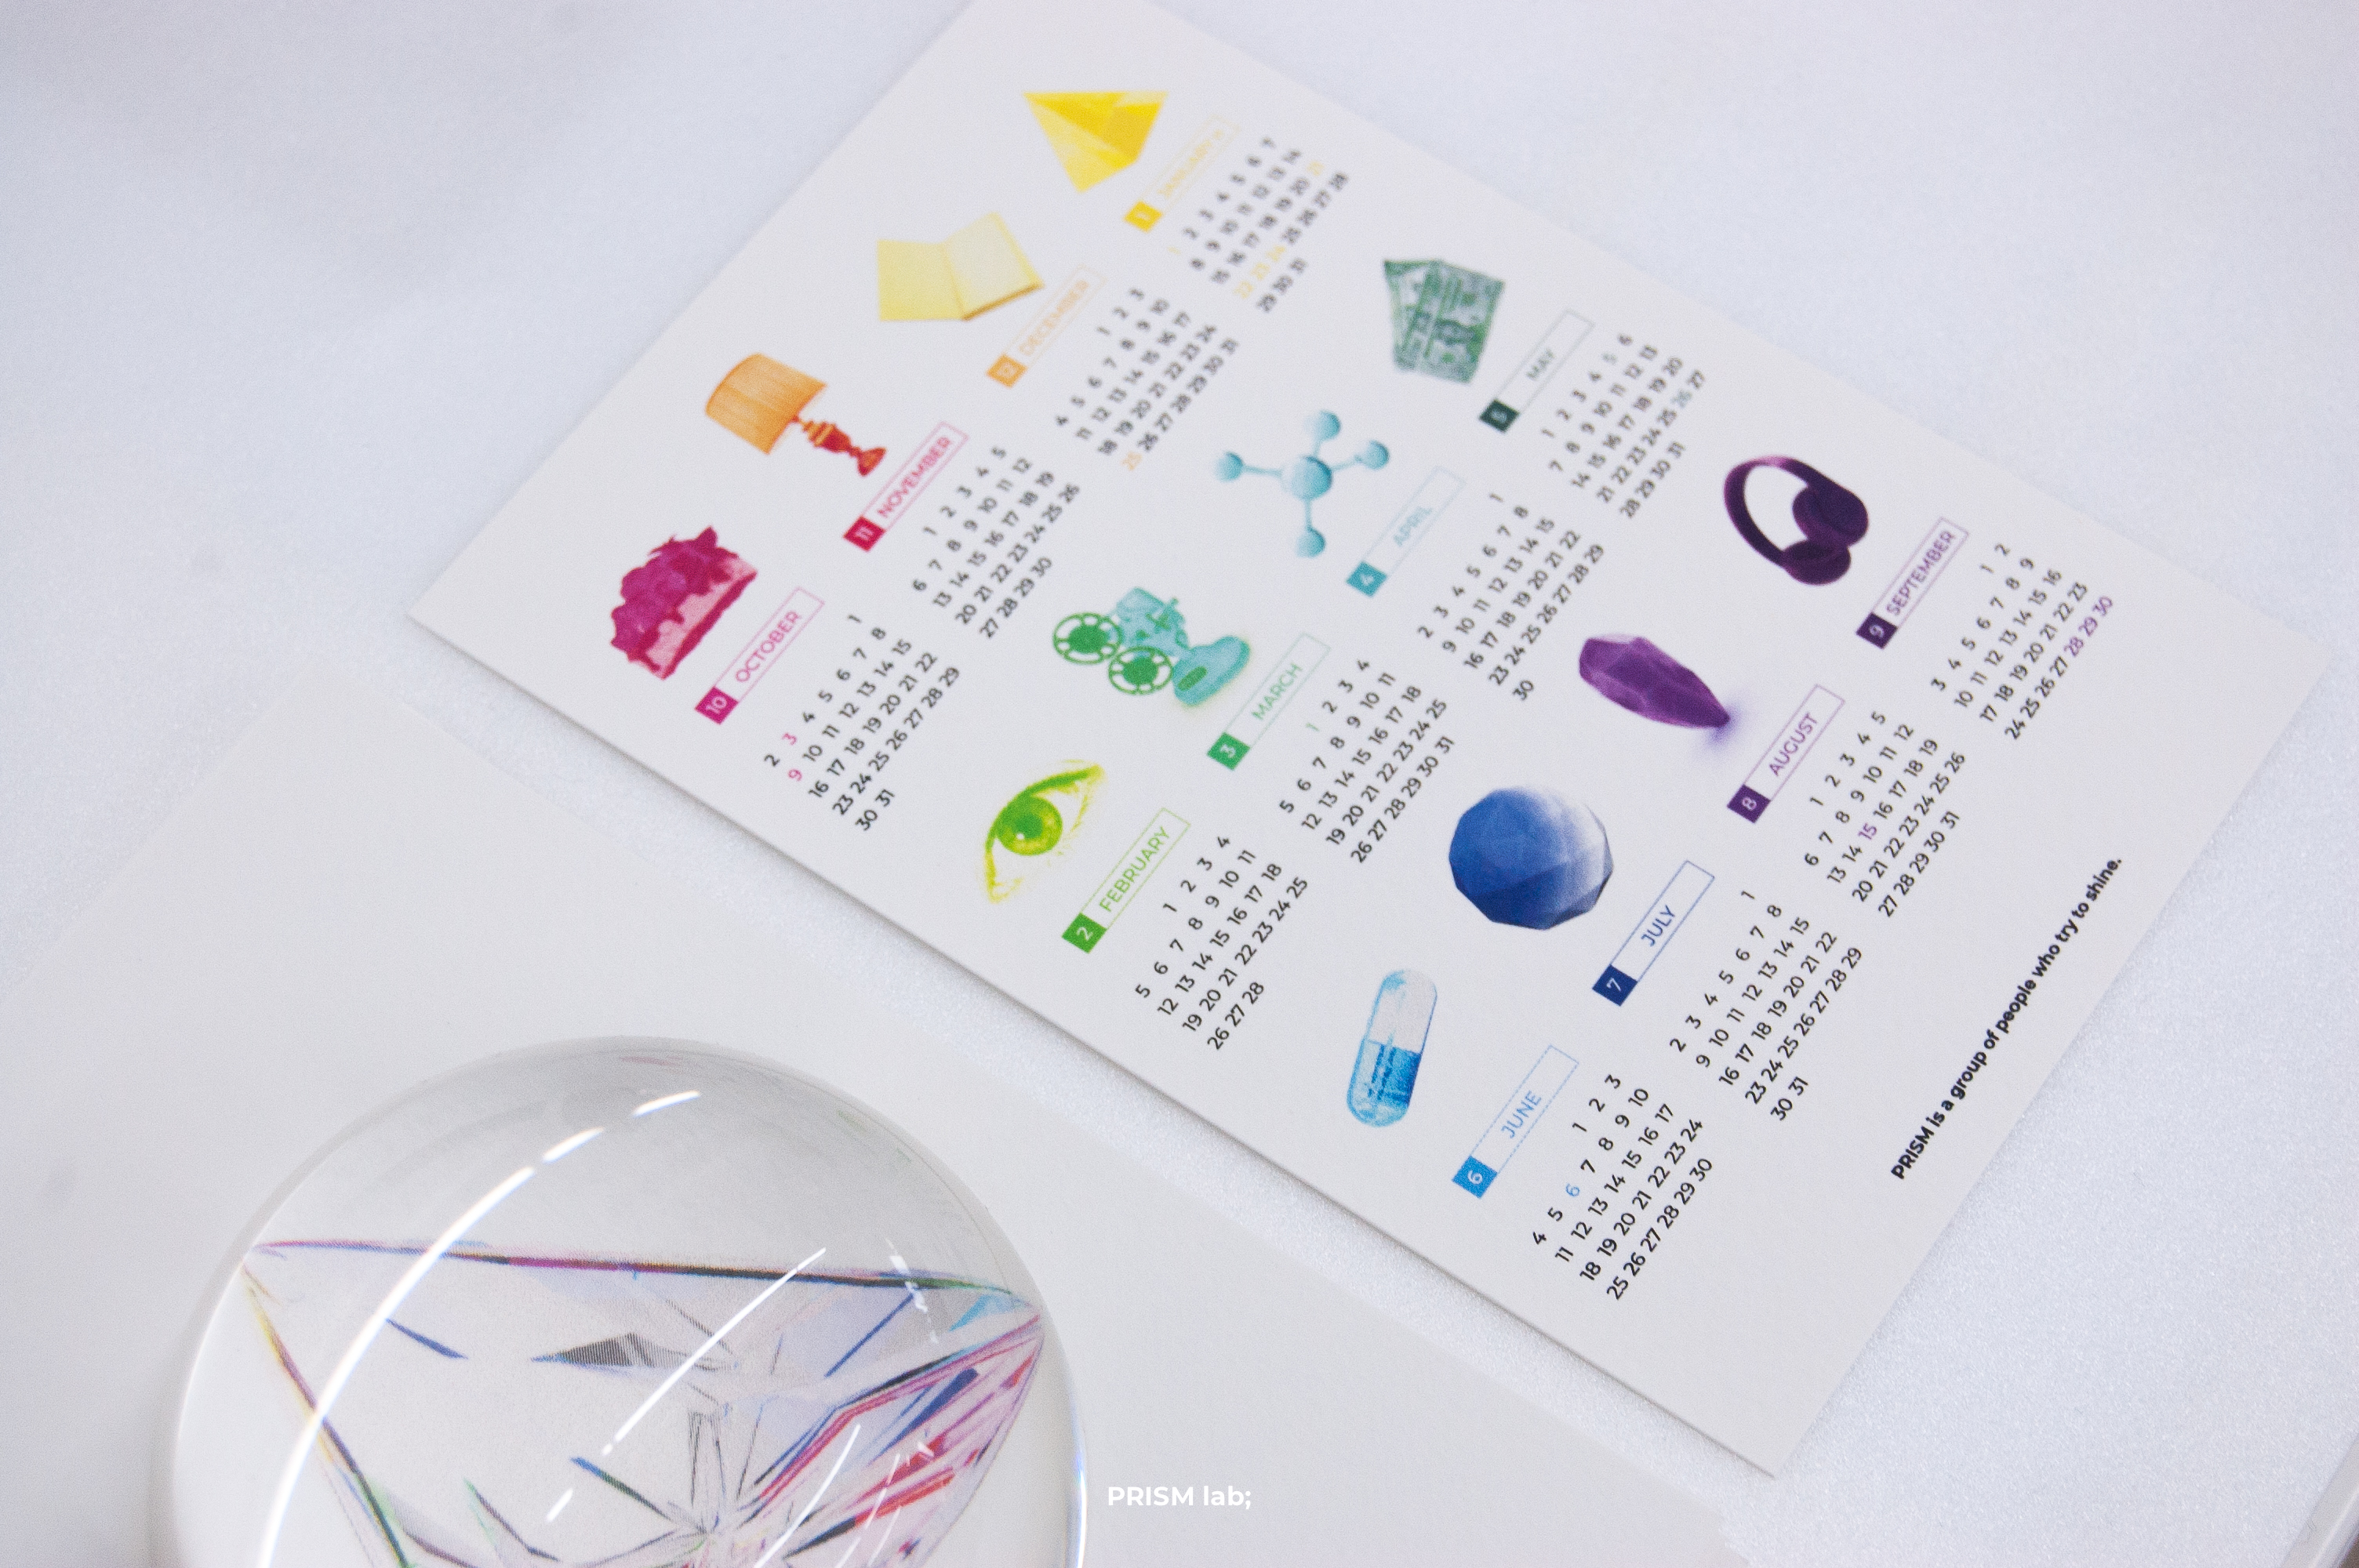 10 OCTOBER
1
2 3 4 5 6 7 8
9 10 11 12 13 14 15
16 17 18 19 20 21 22
23 24 25 26 27 28 29
30 31
11 NOVEMBER
1 2 3 4 5
6 7 8 9 10 11 12
13 14 15 16 17 18 19
20 21 22 23 24 25 26
27 28 29 30
12 DECEMBER
1 2 3
4 5 6 7 8 9 10
11 12 13 14 15 16 17
18 19 20 21 22 23 24
25 26 27 28 29 30 31
1 JANUARY
1 2 3 4 5 6 7
8 9 10 11 12 13 14
15 16 17 18 19 20 21
22 23 24 25 26 27 28
29 30 31
2 FEBRUARY
1 2 3 4
5 6 7 8 9 10 11
12 13 14 15 16 17 18
19 20 21 22 23 24 25
26 27 28
3 MARCH
1 2 3 4
5 6 7 8 9 10 11
12 13 14 15 16 17 18
19 20 21 22 23 24 25
26 27 28 29 30 31
4 APRIL
1
2 3 4 5 6 7 8
9 10 11 12 13 14 15
16 17 18 19 20 21 22
23 24 25 26 27 28 29
30
5 MAY
1 2 3 4 5 6
7 8 9 10 11 12 13
14 15 16 17 18 19 20
21 22 23 24 25 26 27
28 29 30 31
6 JUNE
1 2 3
4 5 6 7 8 9 10
11 12 13 14 15 16 17
18 19 20 21 22 23 24
25 26 27 28 29 30
7 JULY
1
2 3 4 5 6 7 8
9 10 11 12 13 14 15
16 17 18 19 20 21 22
23 24 25 26 27 28 29
30 31
8 AUGUST
1 2 3 4 5
6 7 8 9 10 11 12
13 14 15 16 17 18 19
20 21 22 23 24 25 26
27 28 29 30 31
9 SEPTEMBER
1 2
3 4 5 6 7 8 9
10 11 12 13 14 15 16
17 18 19 20 21 22 23
24 25 26 27 28 29 30
PRISM is a group of people who try to shine.
PRISM lab;